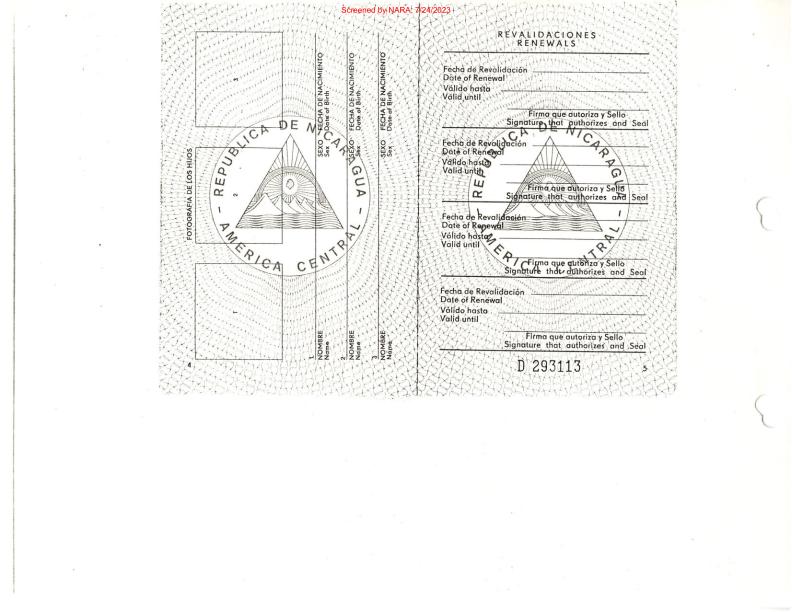 Screened by NARA: 7/24/2023
FOTOGRAFIA DE LOS HIJOS
3
2
1
REPUBLICA DE NICARAGUA
AMERICA CENTRAL
1 NOMBRE SEXO FECHA DE NACIMIENTO
Name Sex Date of Birth
2 NOMBRE SEXO FECHA DE NACIMIENTO
Name Sex Date of Birth
3 NOMBRE SEXO FECHA DE NACIMIENTO
Name Sex Date of Birth
4
REVALIDACIONES
RENEWALS
Fecha de Revalidación
Date of Renewal
Válido hasta
Valid until
Firma que autoriza y Sello
Signature that authorizes and Seal
Fecha de Revalidación
Date of Renewal
Válido hasta
Valid until
Firma que autoriza y Sello
Signature that authorizes and Seal
Fecha de Revalidación
Date of Renewal
Válido hasta
Valid until
Firma que autoriza y Sello
Signature that authorizes and Seal
Fecha de Revalidación
Date of Renewal
Válido hasta
Valid until
Firma que autoriza y Sello
Signature that authorizes and Seal
REPUBLICA DE NICARAGUA
AMERICA CENTRAL
D 293113
5